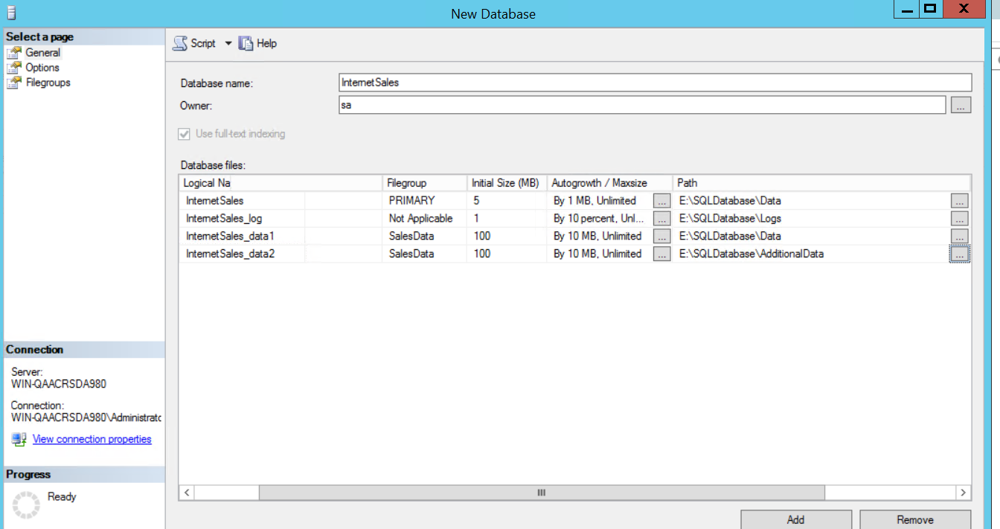 New Database
Select a page
General
Options
Filegroups
Script Help
Database name: InternetSales
Owner: sa ...
Use full-text indexing
Database files:
Logical Na Filegroup Initial Size (MB) Autogrowth / Maxsize Path
InternetSales PRIMARY 5 By 1 MB, Unlimited ... E:\SQLDatabase\Data ...
InternetSales_log Not Applicable 1 By 10 percent, Unl... ... E:\SQLDatabase\Logs ...
InternetSales_data1 SalesData 100 By 10 MB, Unlimited ... E:\SQLDatabase\Data ...
InternetSales_data2 SalesData 100 By 10 MB, Unlimited ... E:\SQLDatabase\AdditionalData ...
Connection
Server:
WIN-QAACRSDA980
Connection:
WIN-QAACRSDA980\Administrato
View connection properties
Progress
Ready
Add Remove